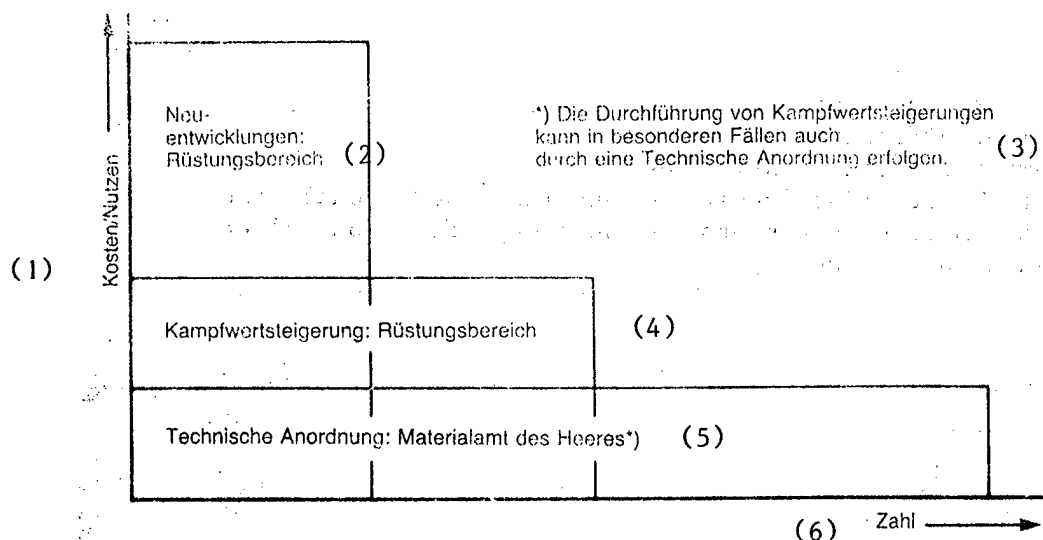 Kosten/Nutzen
(1)
Neu-
entwicklungen:
Rüstungsbereich (2)
*) Die Durchführung von Kampfwertsteigerungen
kann in besonderen Fällen auch
durch eine Technische Anordnung erfolgen. (3)
Kampfwertsteigerung: Rüstungsbereich (4)
Technische Anordnung: Materialamt des Heeres*) (5)
(6) Zahl